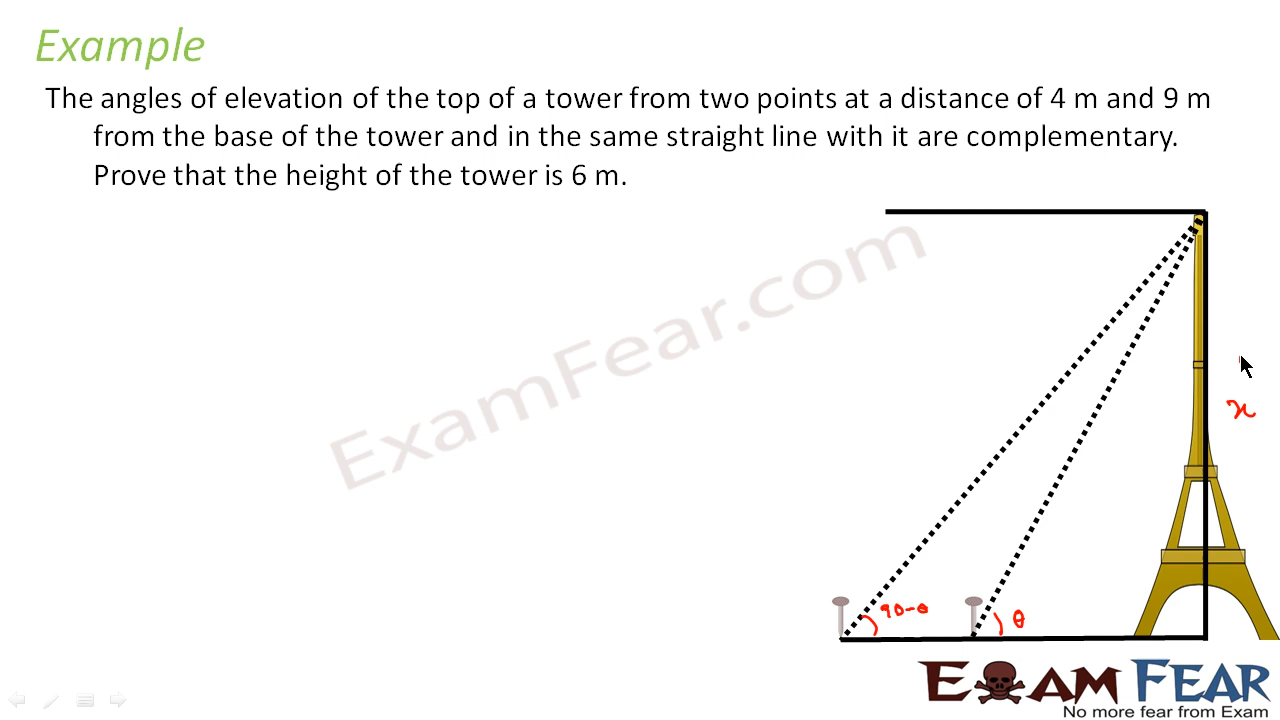 Example
The angles of elevation of the top of a tower from two points at a distance of 4 m and 9 m
from the base of the tower and in the same straight line with it are complementary.
Prove that the height of the tower is 6 m.
ExamFear.com
x
90-θ
θ
EXAM FEAR
No more fear from Exam